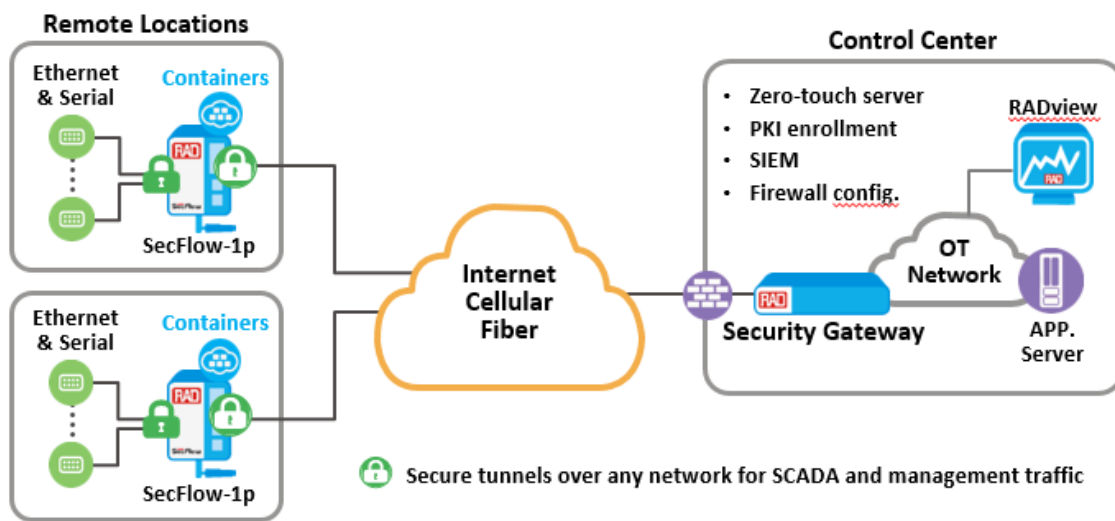 Remote Locations
Ethernet
& Serial
Containers
RAD
SecFlow
SecFlow-1p
Ethernet
& Serial
Containers
RAD
SecFlow
SecFlow-1p
Internet
Cellular
Fiber
Control Center
• Zero-touch server
• PKI enrollment
• SIEM
• Firewall config.
RADview
RAD
OT
Network
RAD
Security Gateway
APP.
Server
Secure tunnels over any network for SCADA and management traffic